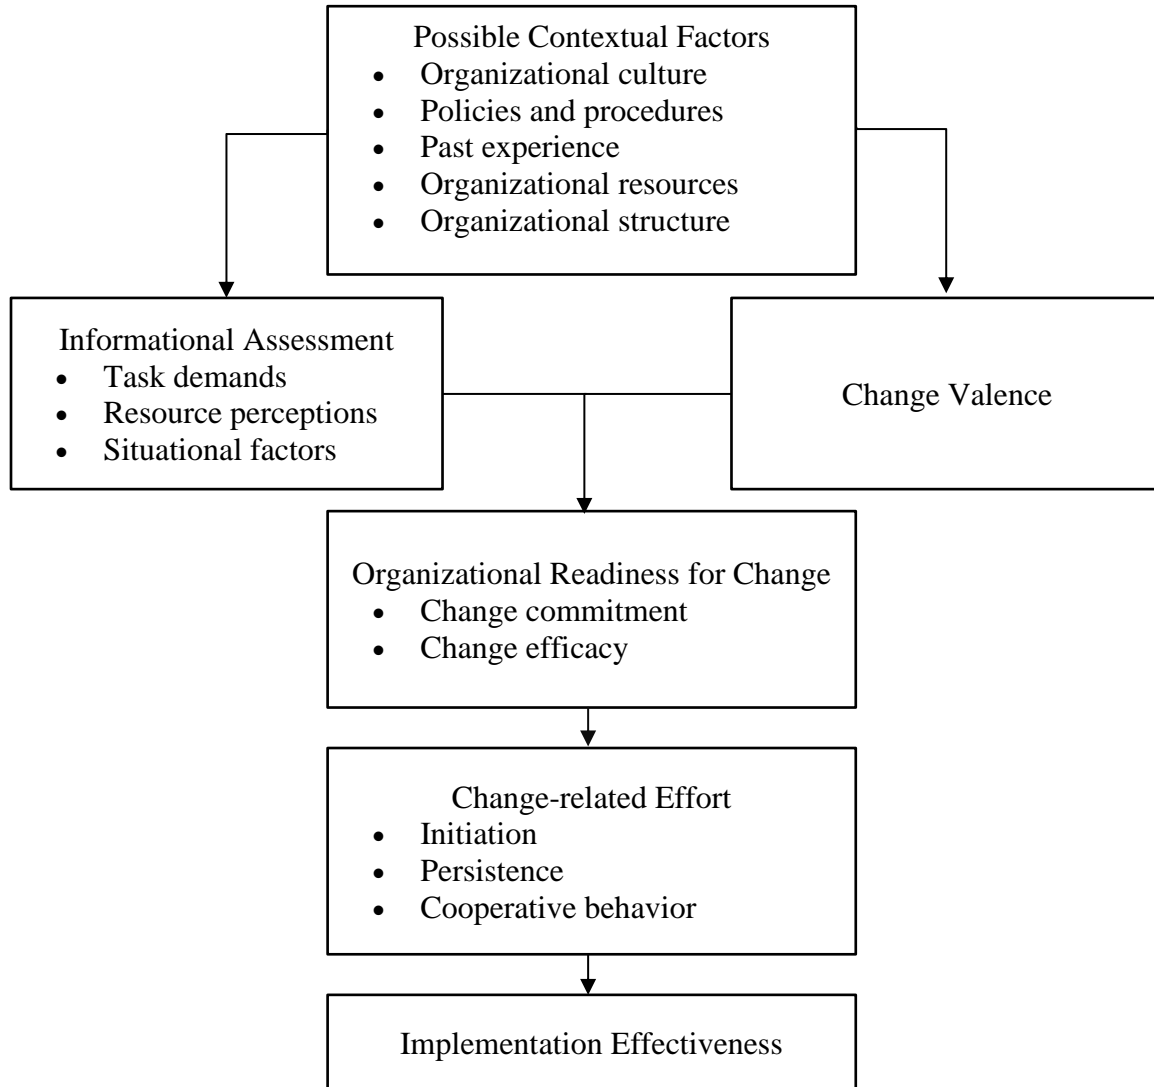 Possible Contextual Factors
• Organizational culture
• Policies and procedures
• Past experience
• Organizational resources
• Organizational structure
Informational Assessment
• Task demands
• Resource perceptions
• Situational factors
Change Valence
Organizational Readiness for Change
• Change commitment
• Change efficacy
Change-related Effort
• Initiation
• Persistence
• Cooperative behavior
Implementation Effectiveness